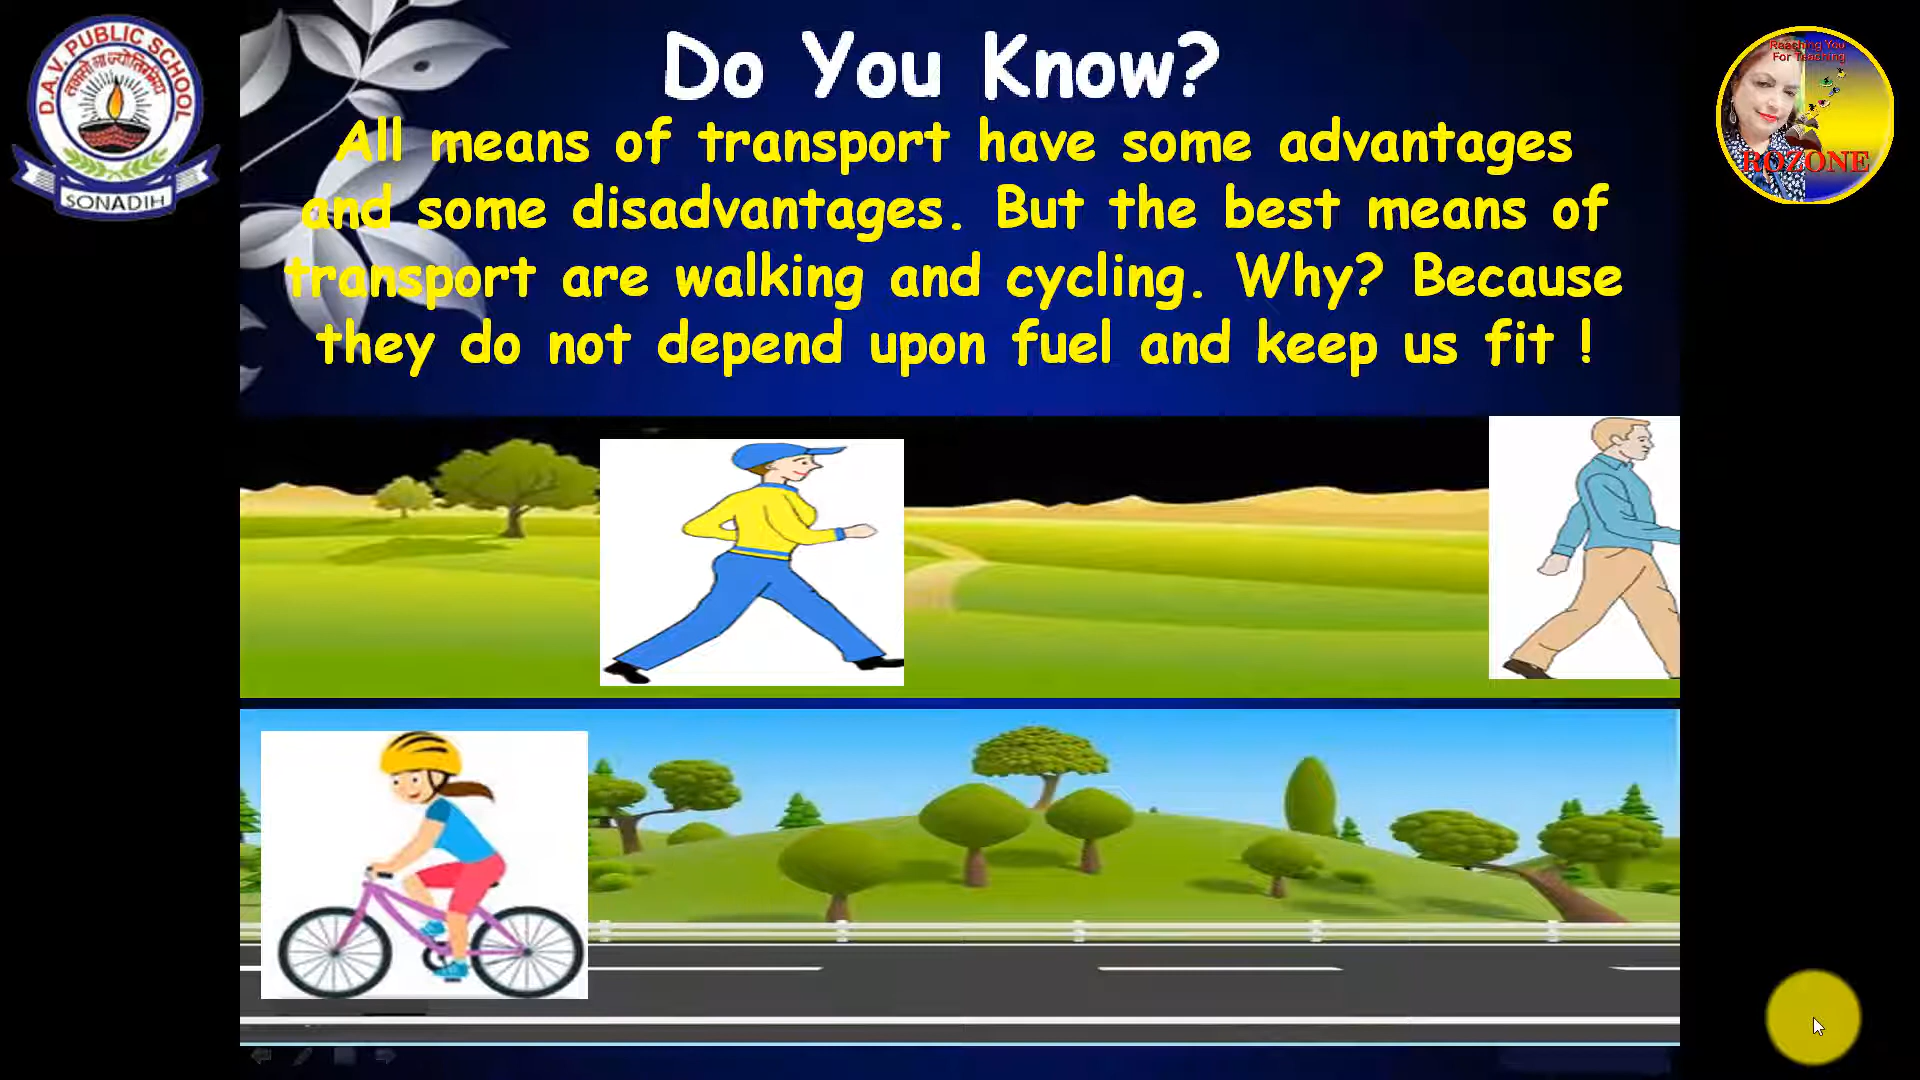 D.A.V. PUBLIC SCHOOL
तमसो मा ज्योतिर्गमय
SONADIH
Do You Know?
All means of transport have some advantages
and some disadvantages. But the best means of
transport are walking and cycling. Why? Because
they do not depend upon fuel and keep us fit !
Reaching You
For Teaching
ROZONE